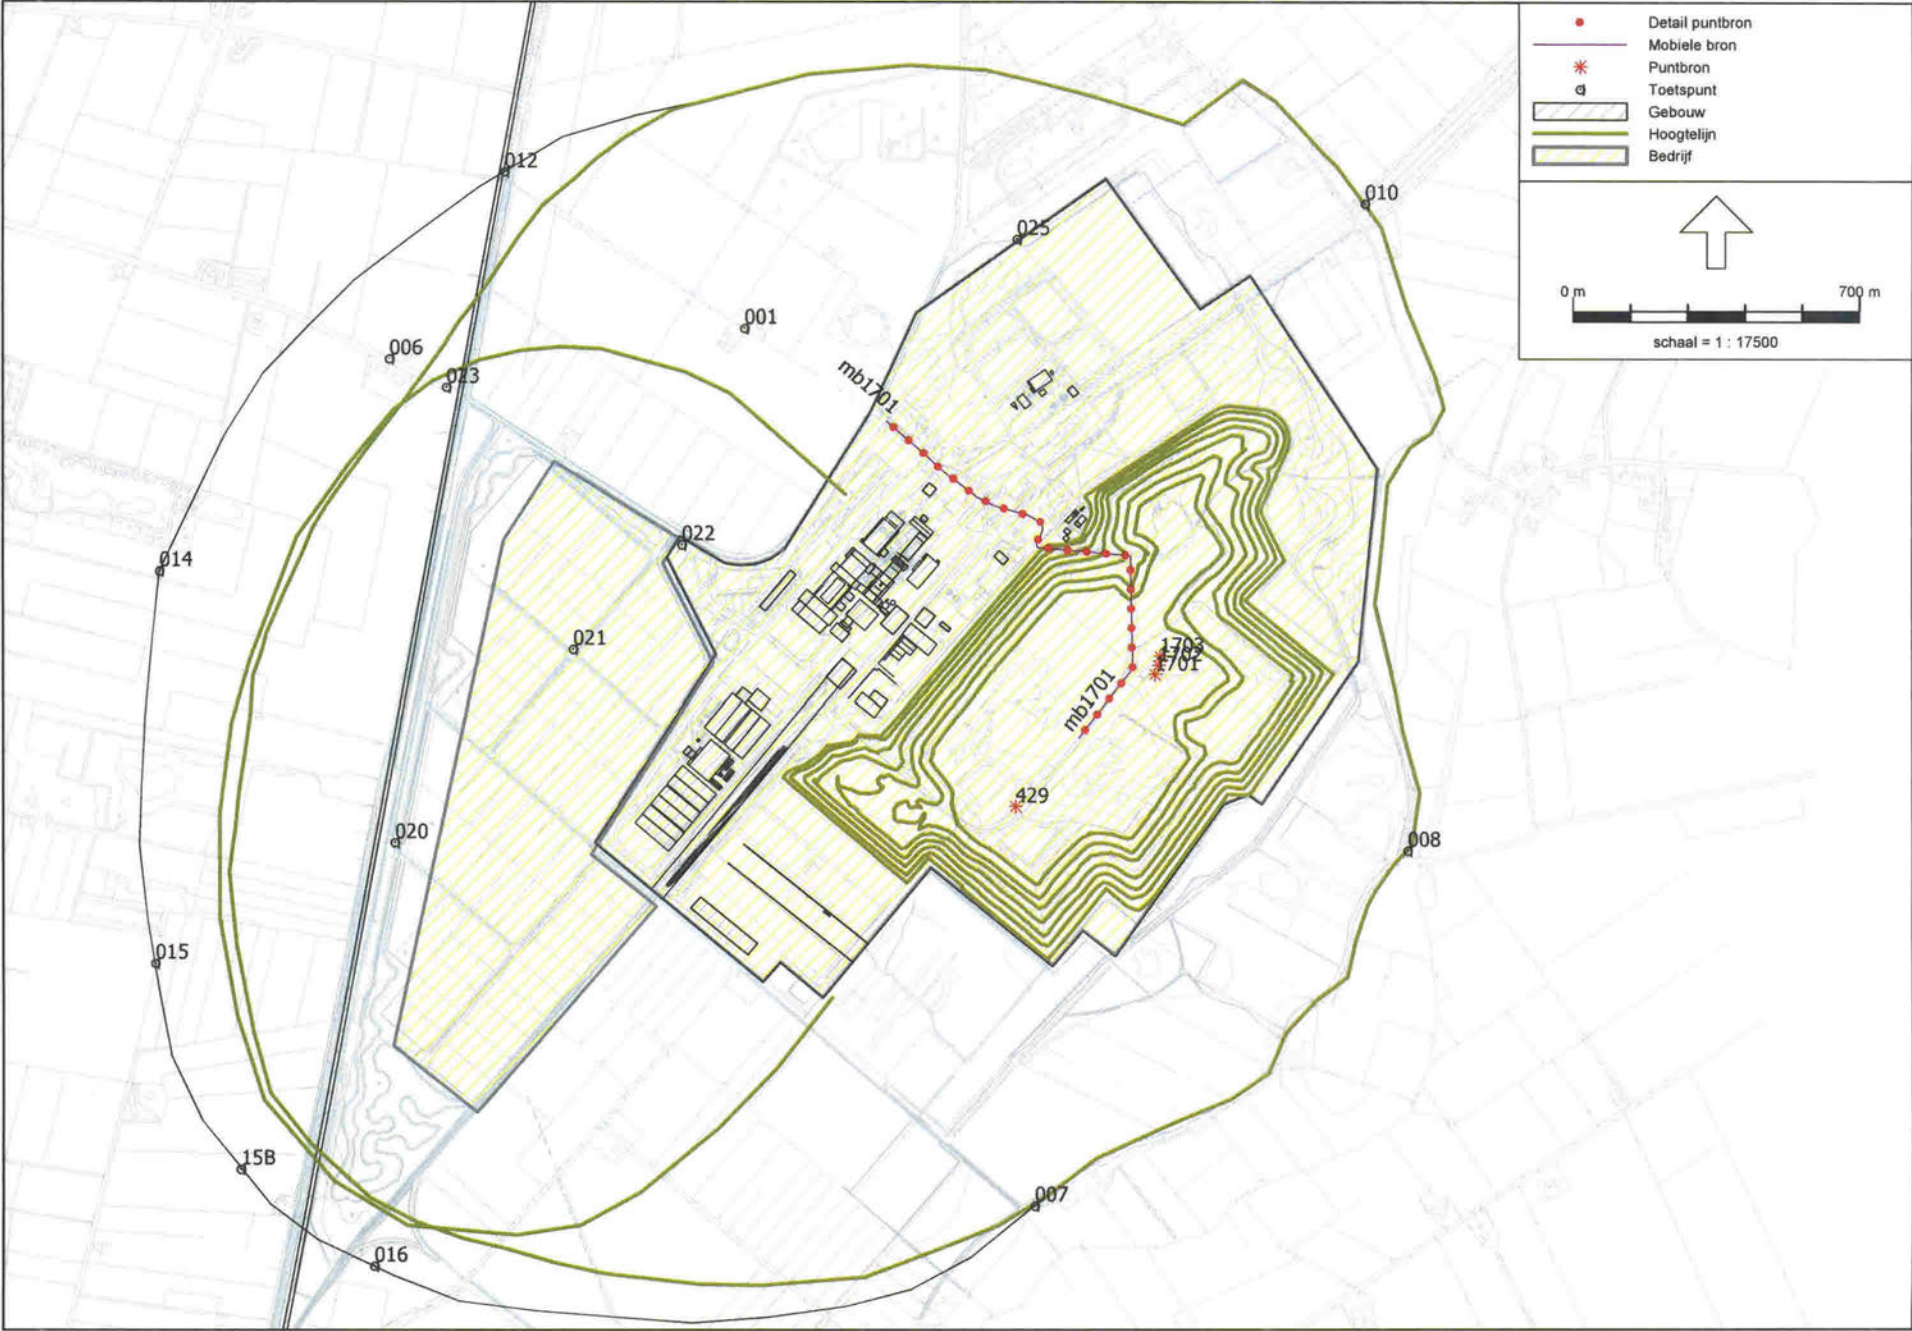 Detail puntbron
Mobiele bron
Puntbron
Toetspunt
Gebouw
Hoogtelijn
Bedrijf
0 m 700 m
schaal = 1 : 17500
012
010
025
001
006
023
mb1701
022
014
021
1703
1702
1701
mb1701
429
020
008
015
15B
007
016